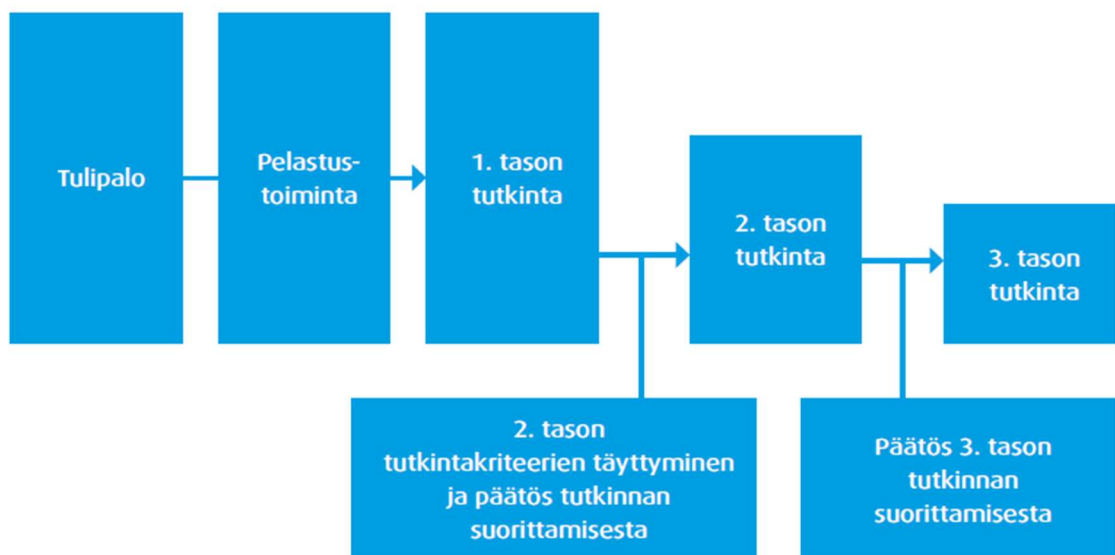 Tulipalo
Pelastus-
toiminta
1. tason
tutkinta
2. tason
tutkinta
3. tason
tutkinta
2. tason
tutkintakriteerien täyttyminen
ja päätös tutkinnan
suorittamisesta
Päätös 3. tason
tutkinnan
suorittamisesta